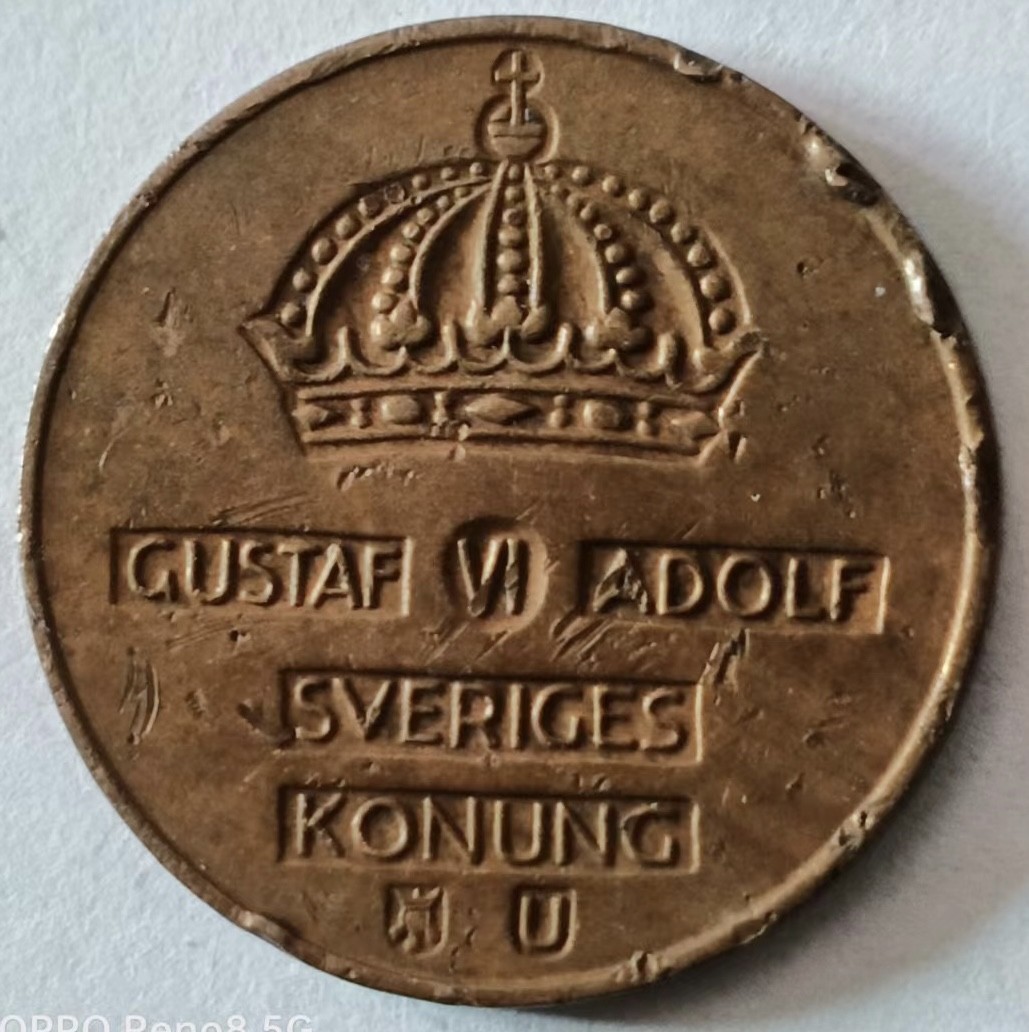 GUSTAF VI ADOLF
SVERIGES
KONUNG
U
OPPO Reno8 5G